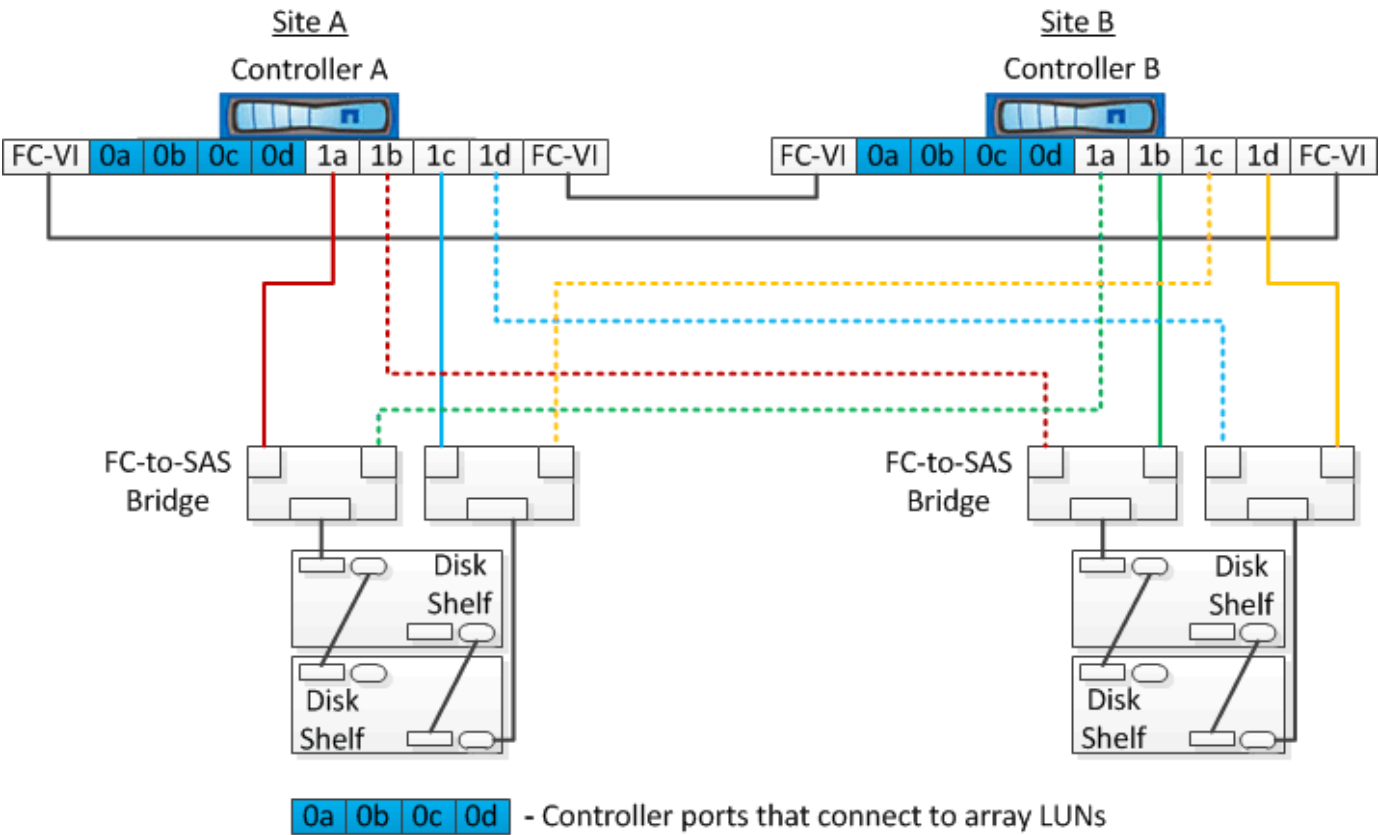 Site A
Site B
Controller A
Controller B
FC-VI 0a 0b 0c 0d 1a 1b 1c 1d FC-VI
FC-VI 0a 0b 0c 0d 1a 1b 1c 1d FC-VI
FC-to-SAS
Bridge
FC-to-SAS
Bridge
Disk
Shelf
Disk
Shelf
Disk
Shelf
Disk
Shelf
0a 0b 0c 0d - Controller ports that connect to array LUNs